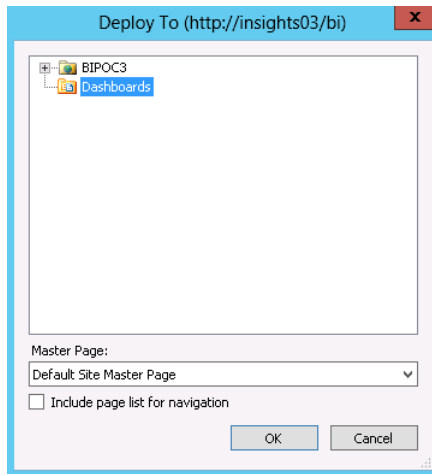 Deploy To (http://insights03/bi)
x
BIPOC3
Dashboards
Master Page:
Default Site Master Page
Include page list for navigation
OK
Cancel